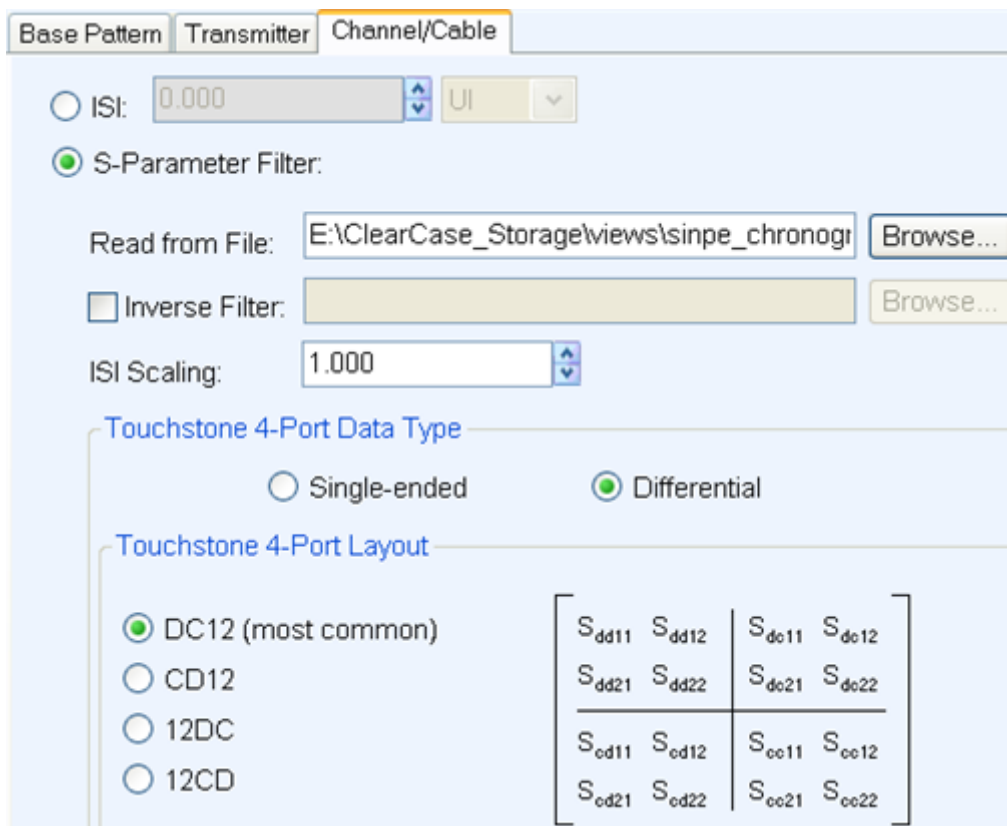 Base Pattern Transmitter Channel/Cable
ISI: 0.000 UI
S-Parameter Filter:
Read from File: E:\ClearCase_Storage\views\sinpe_chronogr Browse...
Inverse Filter: Browse...
ISI Scaling: 1.000
Touchstone 4-Port Data Type
Single-ended Differential
Touchstone 4-Port Layout
DC12 (most common)
CD12
12DC
12CD
Sdd11 Sdd12 Sdc11 Sdc12
Sdd21 Sdd22 Sdc21 Sdc22
Scd11 Scd12 Scc11 Scc12
Scd21 Scd22 Scc21 Scc22